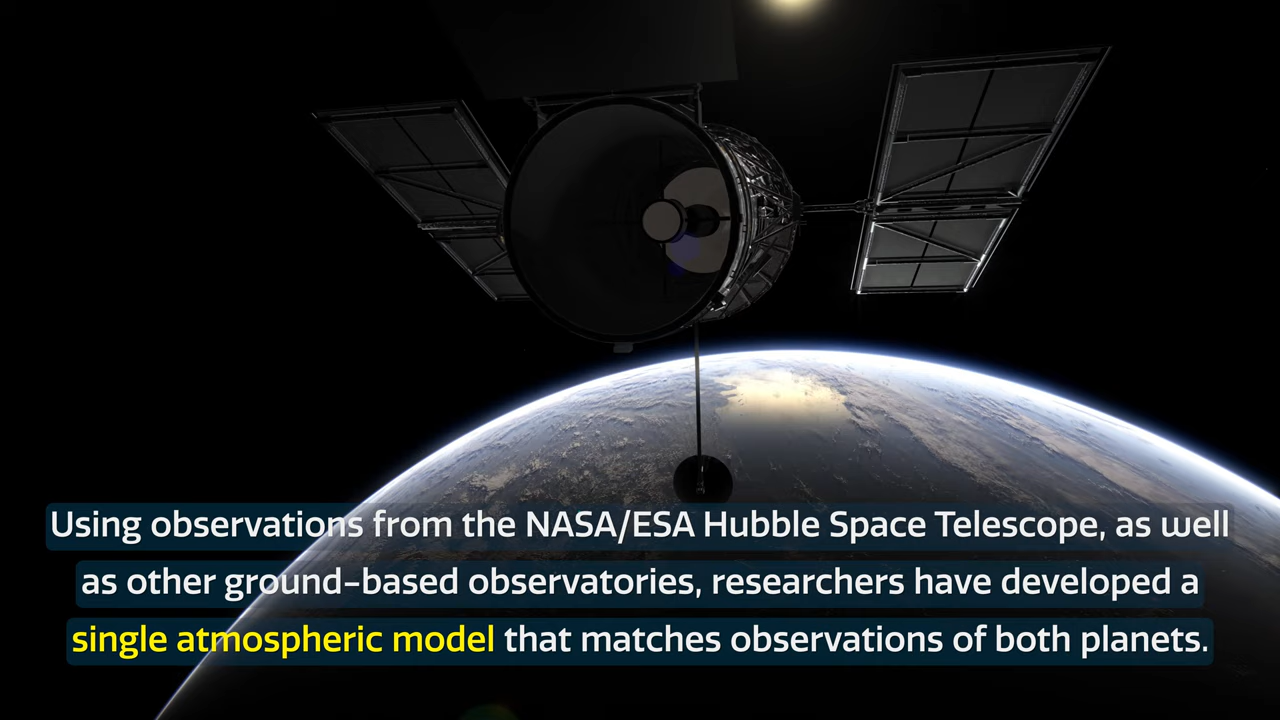 Using observations from the NASA/ESA Hubble Space Telescope, as well
as other ground-based observatories, researchers have developed a
single atmospheric model that matches observations of both planets.